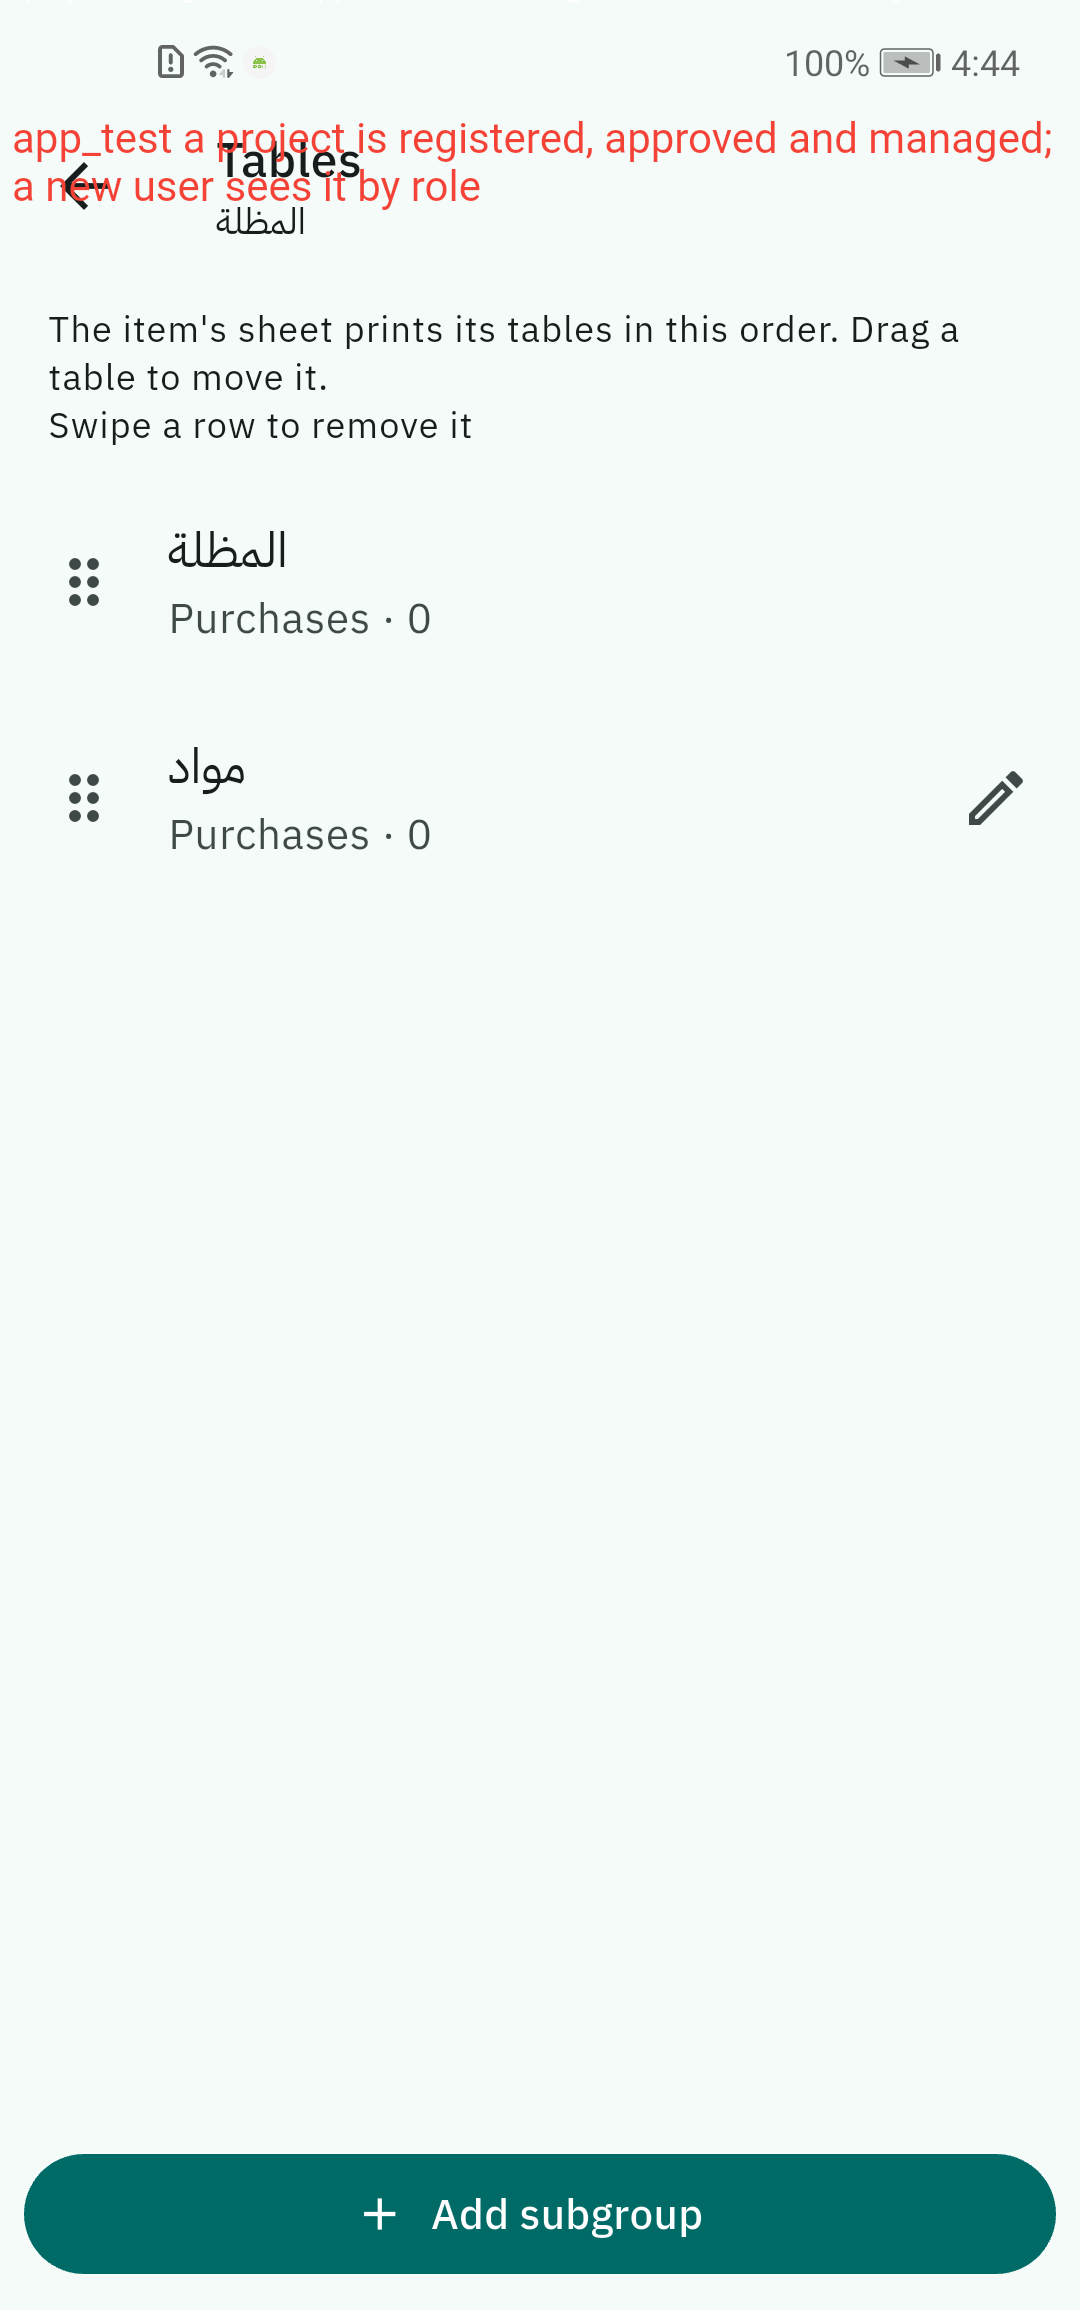 100% 4:44
app_test a project is registered, approved and managed;
a new user sees it by role
Tables
المظلة
The item's sheet prints its tables in this order. Drag a
table to move it.
Swipe a row to remove it
المظلة
Purchases · 0
مواد
Purchases · 0
+ Add subgroup